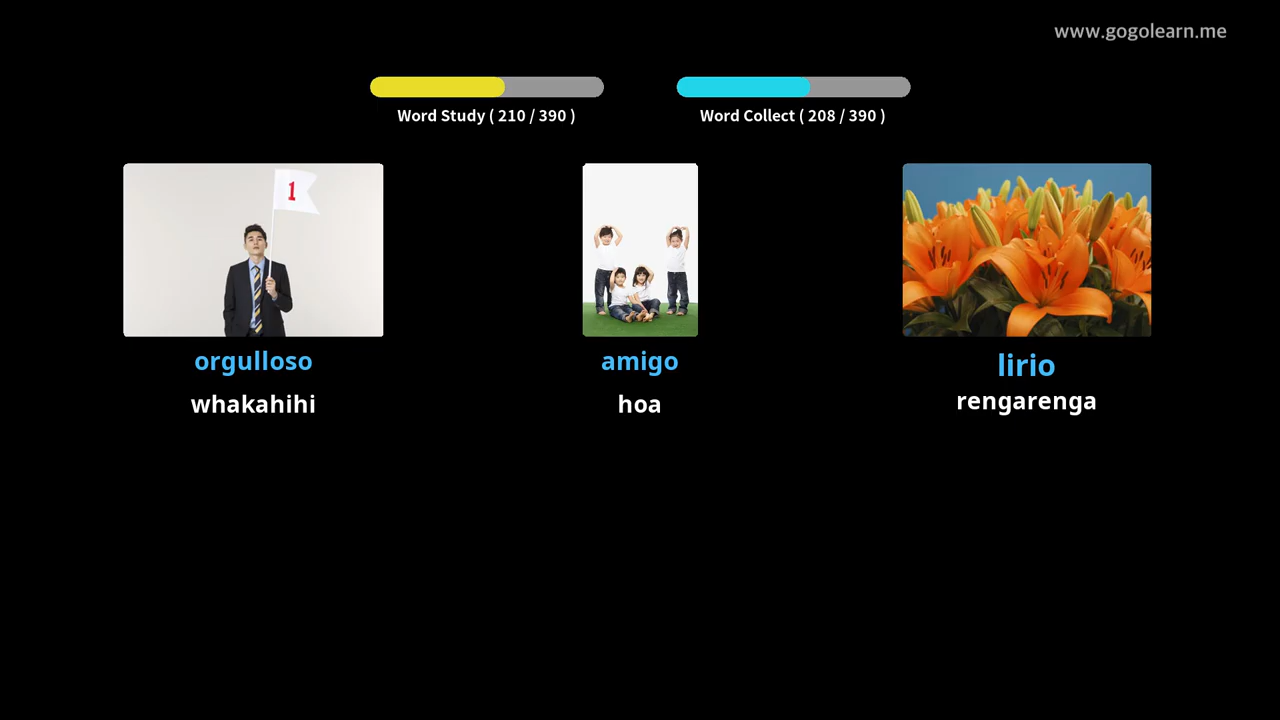 www.gogolearn.me
Word Study ( 210 / 390 )
Word Collect ( 208 / 390 )
1
orgulloso
amigo
lirio
whakahihi
hoa
rengarenga